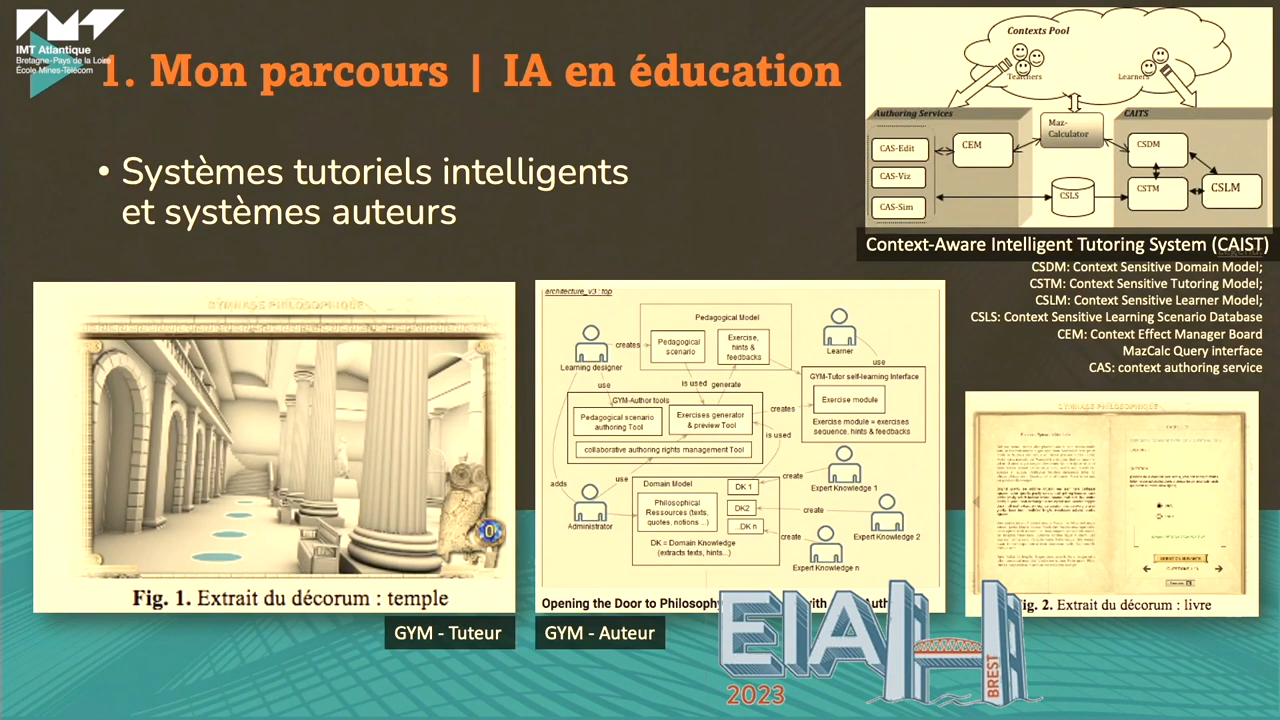 IMT Atlantique
Bretagne-Pays de la Loire
École Mines-Télécom
1. Mon parcours | IA en éducation
• Systèmes tutoriels intelligents
et systèmes auteurs
Contexts Pool
Teachers
Learners
Authoring Services
Maz-
Calculator
CAITS
CAS-Edit
CEM
CSDM
CAS-Viz
CSLS
CSTM
CSLM
CAS-Sim
Context-Aware Intelligent Tutoring System (CAIST)
CSDM: Context Sensitive Domain Model;
CSTM: Context Sensitive Tutoring Model;
CSLM: Context Sensitive Learner Model;
CSLS: Context Sensitive Learning Scenario Database
CEM: Context Effect Manager Board
MazCalc Query interface
CAS: context authoring service
GYMNASE PHILOSOPHIQUE
Fig. 1. Extrait du décorum : temple
GYM - Tuteur
architecture_v3 : top
Pedagogical Model
Learning designer
creates
Pedagogical
scenario
Exercise,
hints &
feedbacks
Learner
use
use
is used
generate
GYM-Tutor self-learning Interface
Exercise module
Exercise module = exercises
sequence, hints & feedbacks
GYM-Author tools
Pedagogical scenario
authoring Tool
Exercises generator
& preview Tool
creates
is used
collaborative authoring rights management Tool
adds
use
Administrator
Domain Model
Philosophical
Ressources (texts,
quotes, notions ...)
DK 1
DK2
..DK n
DK = Domain Knowledge
(extracts texts, hints...)
create
Expert Knowledge 1
create
Expert Knowledge 2
create
Expert Knowledge n
Opening the Door to Philosophy
with
Auth
GYM - Auteur
GYMNASE PHILOSOPHIQUE
ig. 2. Extrait du décorum : livre
EIAH
BREST
2023